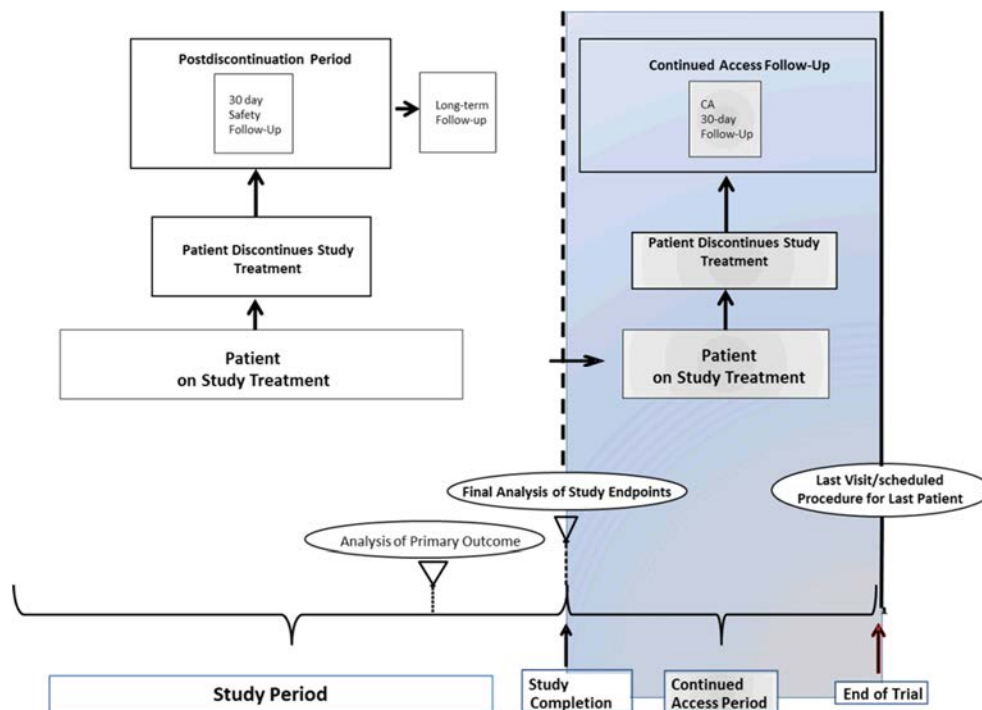 Postdiscontinuation Period
30 day
Safety
Follow-Up
Long-term
Follow-up
Patient Discontinues Study
Treatment
Patient
on Study Treatment
Continued Access Follow-Up
CA
30-day
Follow-Up
Patient Discontinues Study
Treatment
Patient
on Study Treatment
Final Analysis of Study Endpoints
Last Visit/scheduled
Procedure for Last Patient
Analysis of Primary Outcome
Study Period
Study
Completion
Continued
Access Period
End of Trial